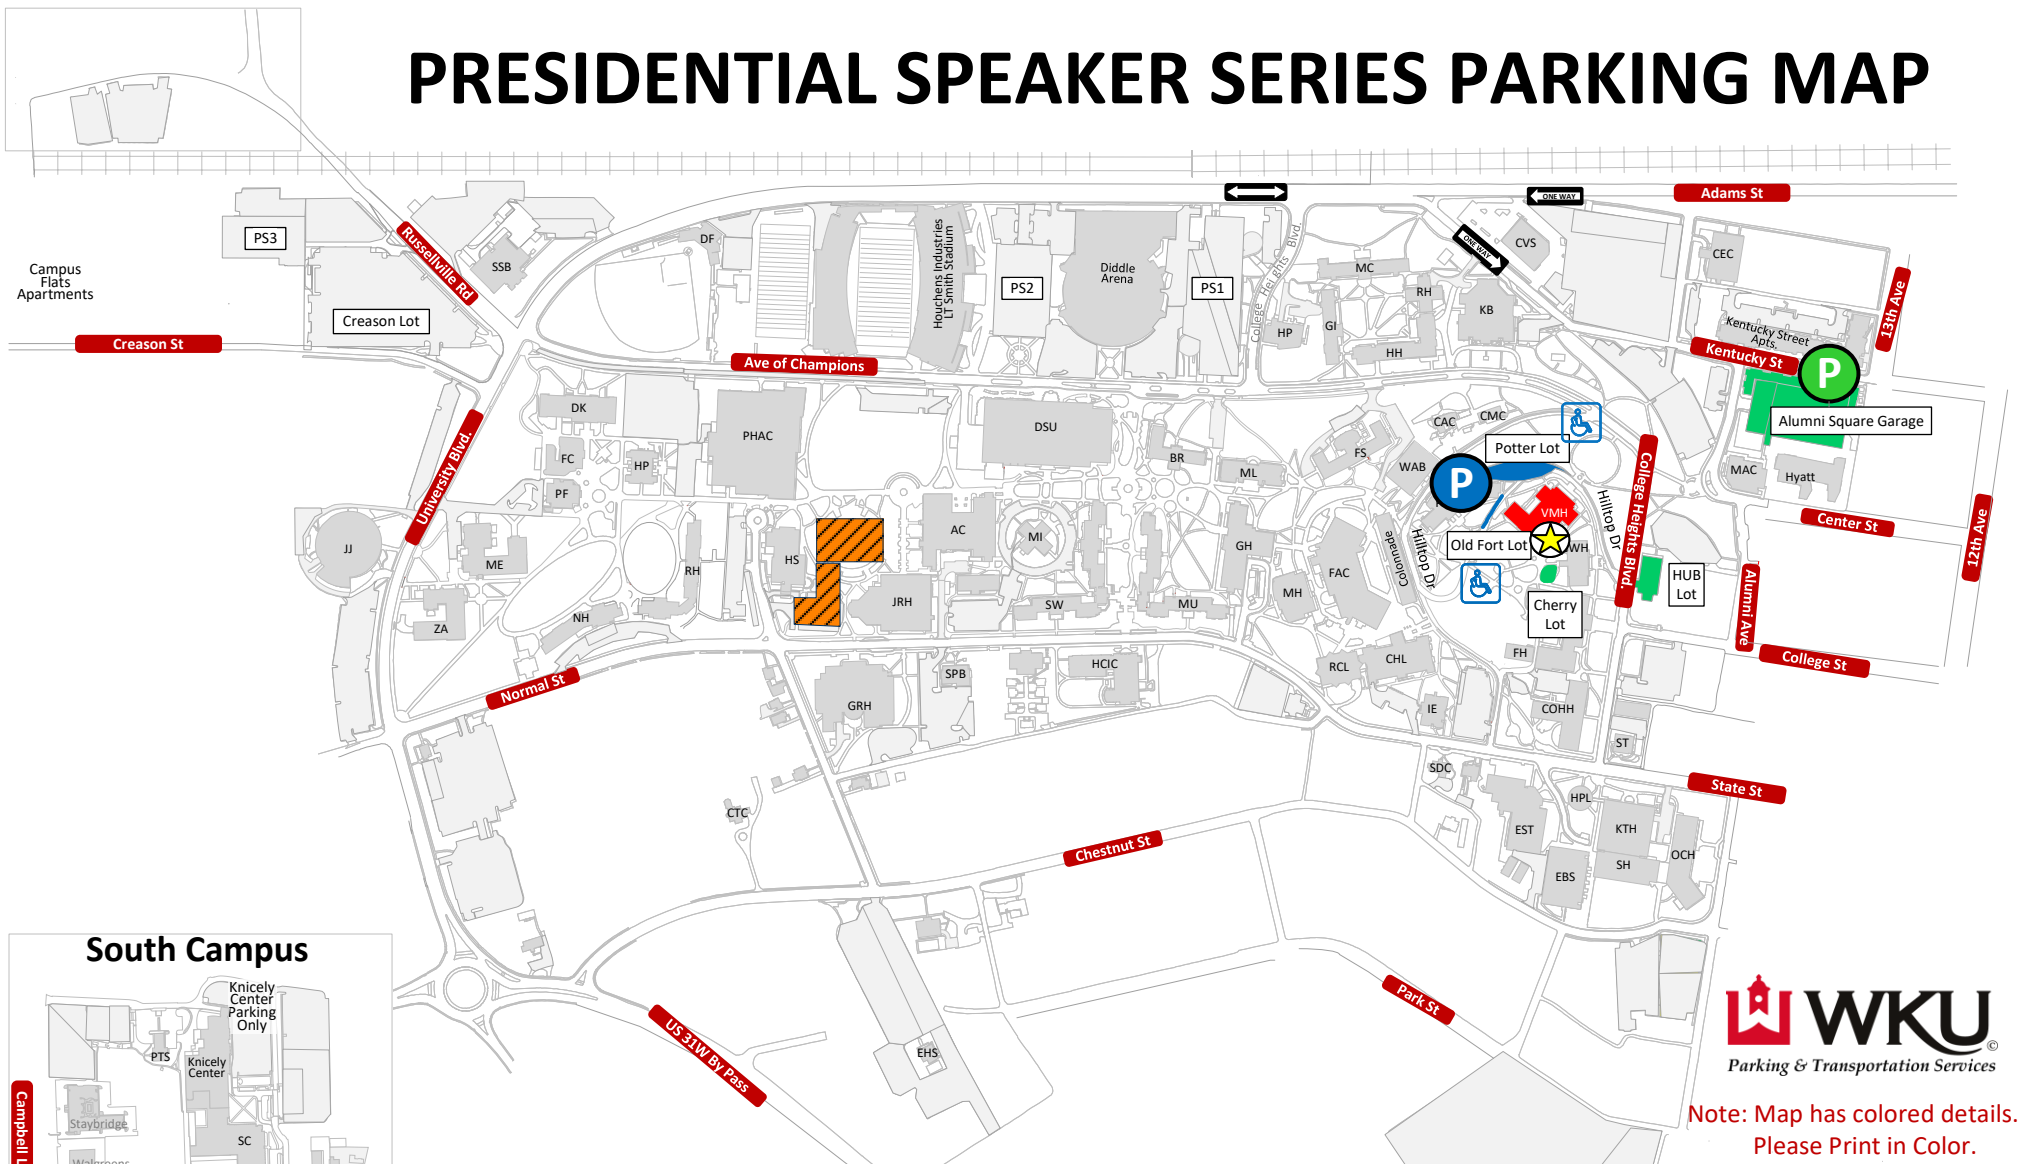 PRESIDENTIAL SPEAKER SERIES PARKING MAP
Adams St
ONE WAY
ONE WAY
PS3
Russellville Rd
SSB
DF
Houchens Industries
LT Smith Stadium
PS2
Diddle
Arena
PS1
College Heights Blvd.
MC
CVS
CEC
Campus
Flats
Apartments
Creason Lot
Creason St
Ave of Champions
HP
GI
RH
HH
KB
Kentucky Street
Apts.
Kentucky St
13th Ave
P
Alumni Square Garage
DK
PHAC
DSU
FC
HP
PF
University Blvd.
BR
ML
FS
CAC
CMC
WAB
Potter Lot
P
VMH
Hilltop Dr
College Heights Blvd.
MAC
Hyatt
Center St
12th Ave
JJ
ME
ZA
NH
RH
HS
JRH
AC
MI
SW
MU
GH
MH
FAC
Colonnade
Hilltop Dr
Old Fort Lot
WH
Cherry
Lot
HUB
Lot
Alumni Ave
College St
Normal St
GRH
SPB
HCIC
RCL
CHL
FH
IE
COHH
ST
State St
SDC
HPL
EST
KTH
SH
OCH
EBS
CTC
Chestnut St
Park St
US 31W By Pass
EHS
South Campus
Knicely
Center
Parking
Only
PTS
Knicely
Center
Campbell L
Staybridge
SC
Walgreens
WKU
©
Parking & Transportation Services
Note: Map has colored details.
Please Print in Color.